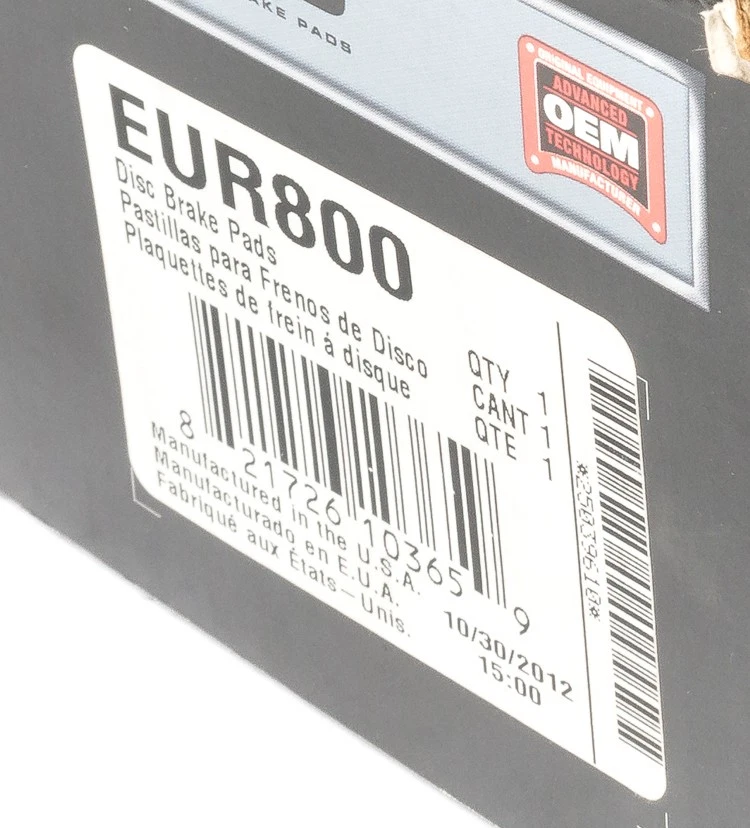 AKE PADS
ORIGINAL EQUIPMENT
ADVANCED
OEM
TECHNOLOGY
MANUFACTURER
EUR800
Disc Brake Pads
Pastillas para Frenos de Disco
Plaquettes de frein á disque
QTY 1
CANT 1
QTE 1
8 21726 10365 9
Manufactured in the U.S.A.
Manufacturado en E.U.A.
Fabriqué aux États-Unis.
10/30/2012
15:00
*25039610*